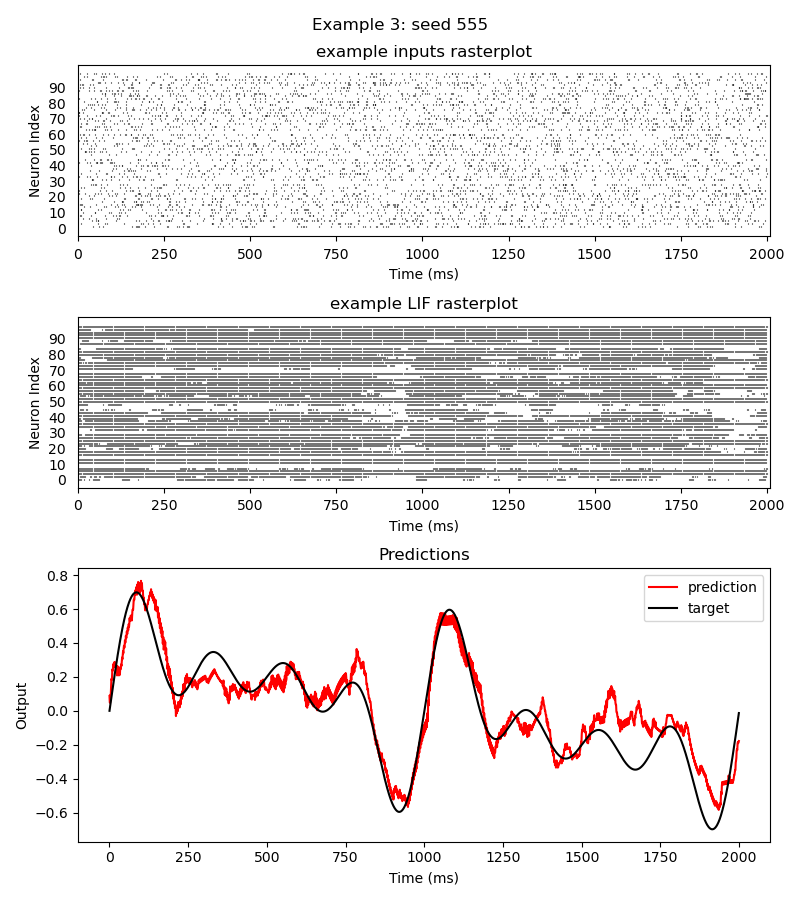 Example 3: seed 555
example inputs rasterplot
Neuron Index
90
80
70
60
50
40
30
20
10
0
0 250 500 750 1000 1250 1500 1750 2000
Time (ms)
example LIF rasterplot
Neuron Index
90
80
70
60
50
40
30
20
10
0
0 250 500 750 1000 1250 1500 1750 2000
Time (ms)
Predictions
Output
0.8
0.6
0.4
0.2
0.0
−0.2
−0.4
−0.6
prediction
target
0 250 500 750 1000 1250 1500 1750 2000
Time (ms)